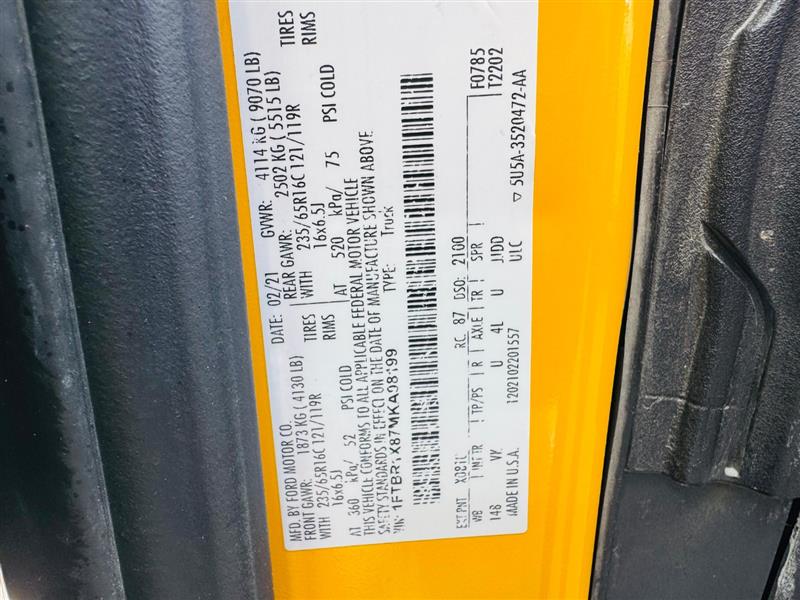 MFD. BY FORD MOTOR CO.
DATE: 02/21 GVWR: 4114 KG ( 9070 LB)
FRONT GAWR: 1873 KG ( 4130 LB) REAR GAWR: 2502 KG ( 5515 LB)
WITH 235/65R16C 121/119R TIRES WITH 235/65R16C 121/119R TIRES
16x6.5J RIMS 16x6.5J RIMS
AT 360 kPa/ 52 PSI COLD AT 520 kPa/ 75 PSI COLD
THIS VEHICLE CONFORMS TO ALL APPLICABLE FEDERAL MOTOR VEHICLE
SAFETY STANDARDS IN EFFECT ON THE DATE OF MANUFACTURE SHOWN ABOVE.
VIN: TYPE: Truck
F0785
T2202
EXT PNT RC: 87 DSO: 2100
WB INT TR TP/PS R AXLE TR SPR
148 U 4L U
ULC
MADE IN U.S.A. 1202102201557
▽ 5U5A-3520472-AA